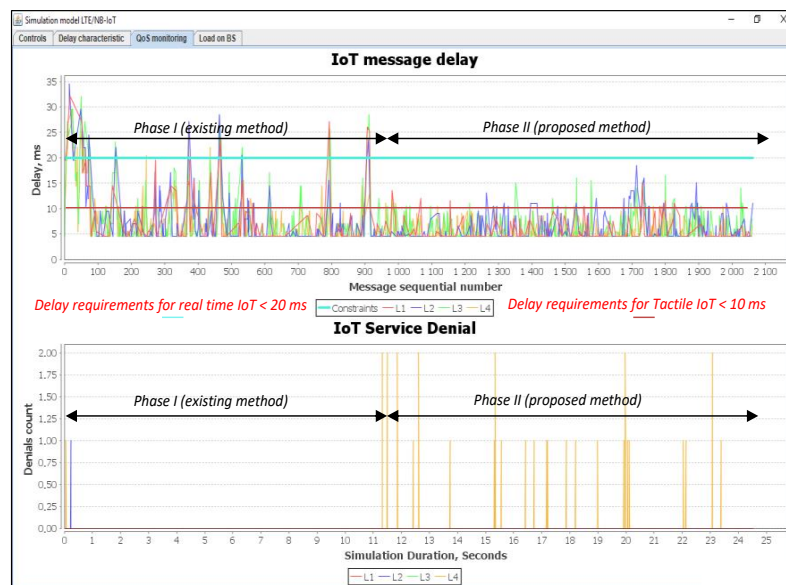 Simulation model LTE/NB-IoT
Controls Delay characteristic QoS monitoring Load on BS
IoT message delay
35
30
25
20
15
10
5
0
Delay, ms
Phase I (existing method)
Phase II (proposed method)
0 100 200 300 400 500 600 700 800 900 1 000 1 100 1 200 1 300 1 400 1 500 1 600 1 700 1 800 1 900 2 000 2 100
Message sequential number
Delay requirements for real time IoT < 20 ms
Constraints L1 L2 L3 L4
Delay requirements for Tactile IoT < 10 ms
IoT Service Denial
2,00
1,75
1,50
1,25
1,00
0,75
0,50
0,25
0,00
Denials count
Phase I (existing method)
Phase II (proposed method)
0 1 2 3 4 5 6 7 8 9 10 11 12 13 14 15 16 17 18 19 20 21 22 23 24 25
Simulation Duration, Seconds
L1 L2 L3 L4